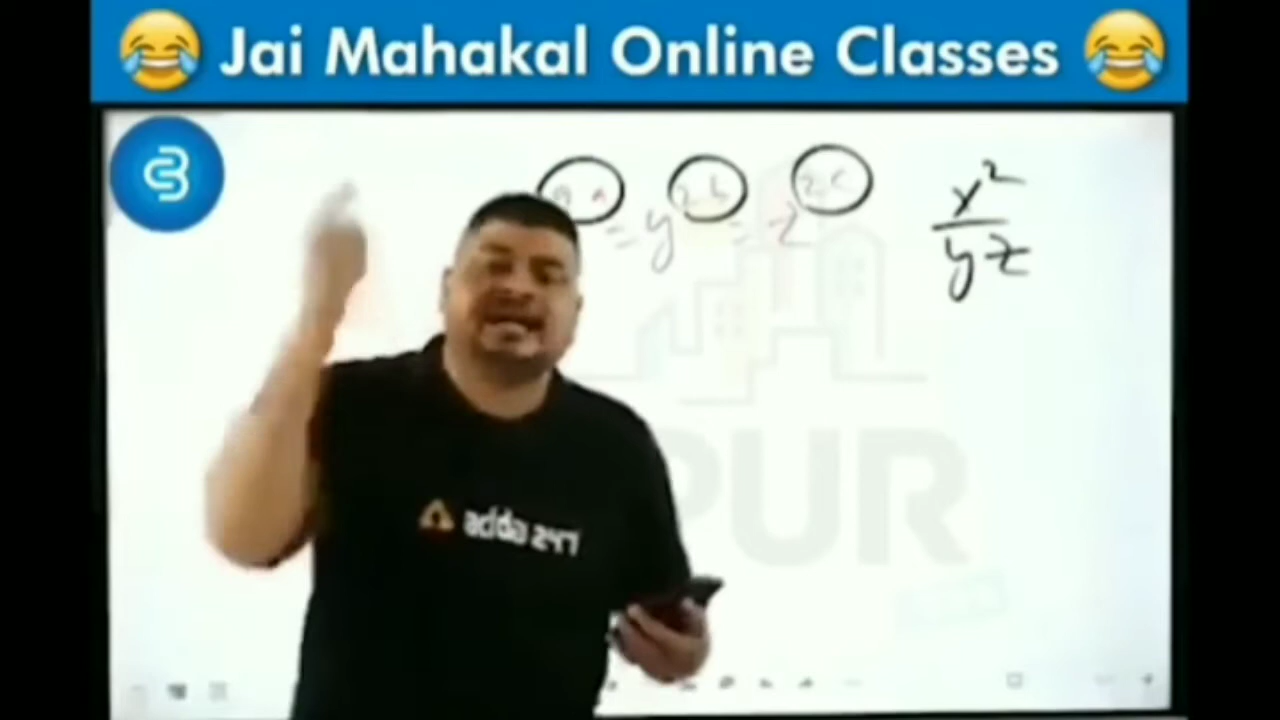 😂 Jai Mahakal Online Classes 😂
= y = z
x²
yz
adda 247
PUR